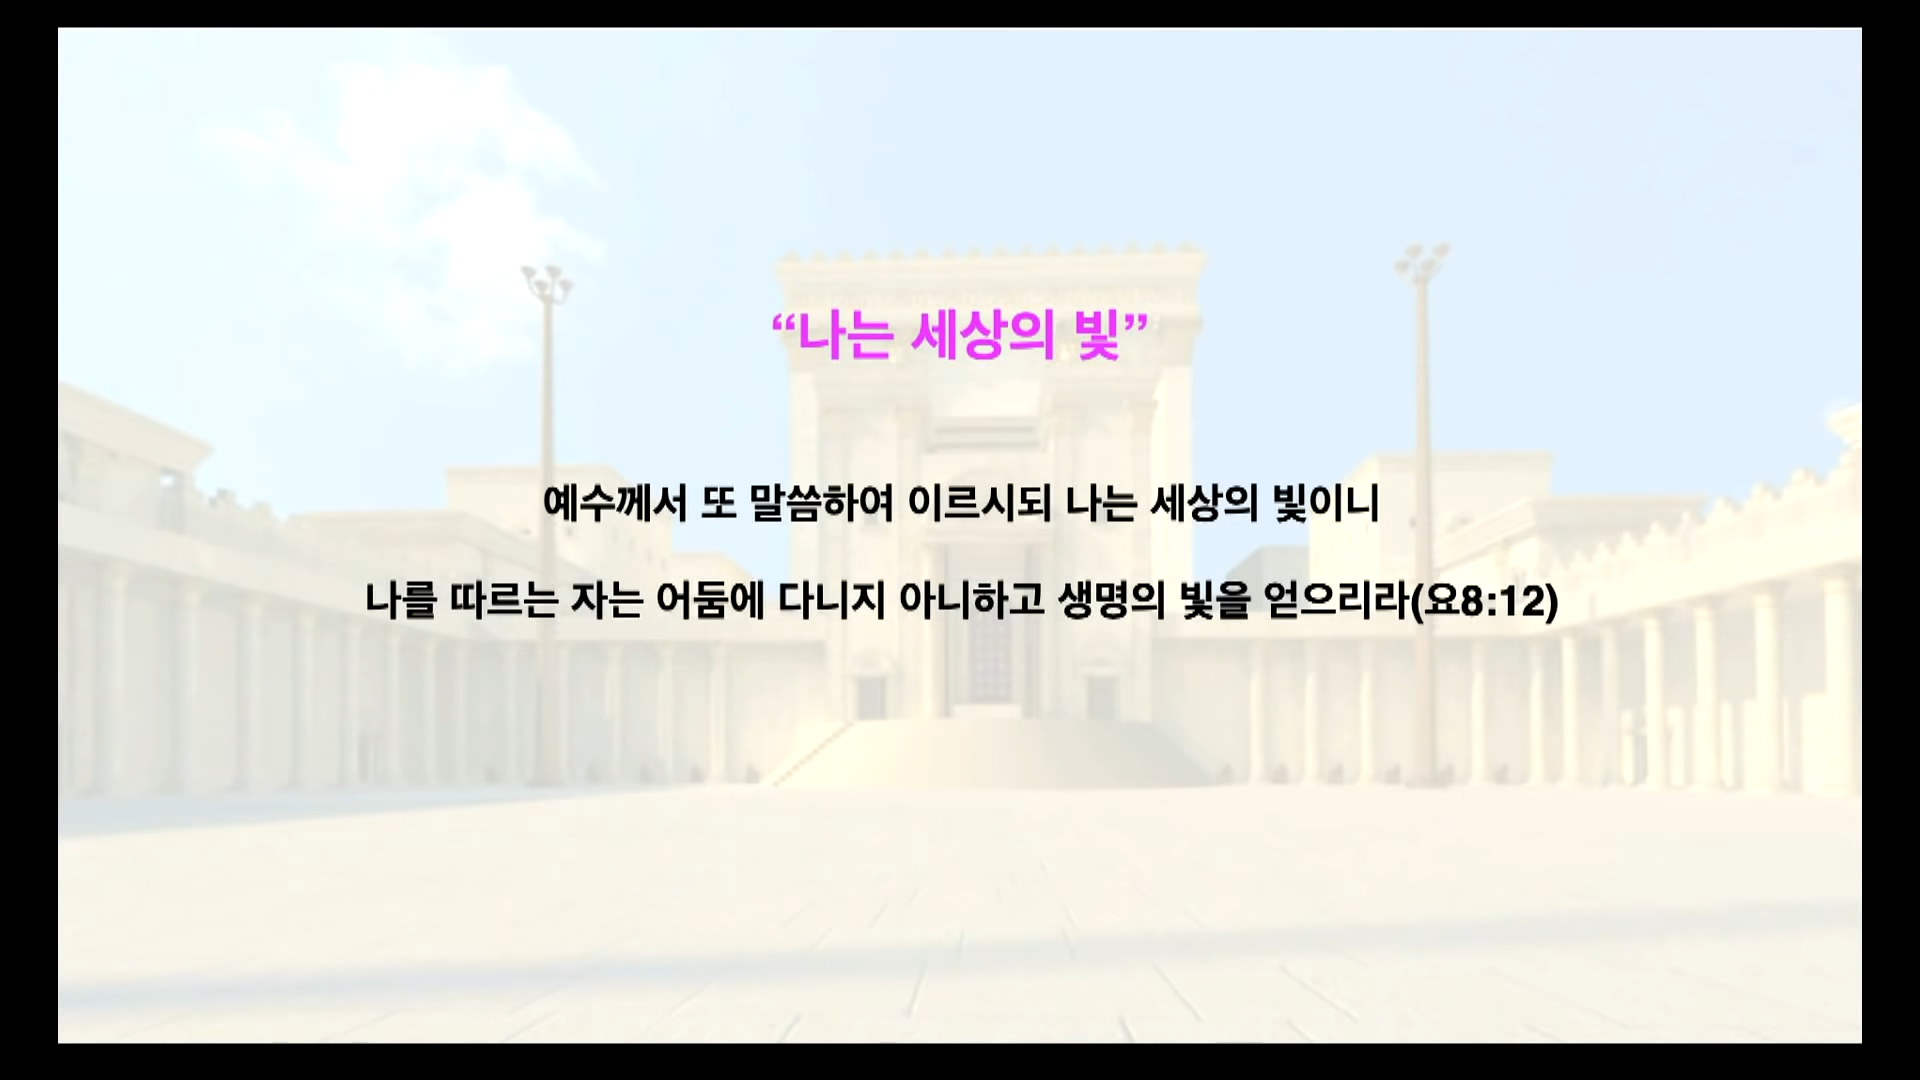 “나는 세상의 빛”
예수께서 또 말씀하여 이르시되 나는 세상의 빛이니
나를 따르는 자는 어둠에 다니지 아니하고 생명의 빛을 얻으리라(요8:12)